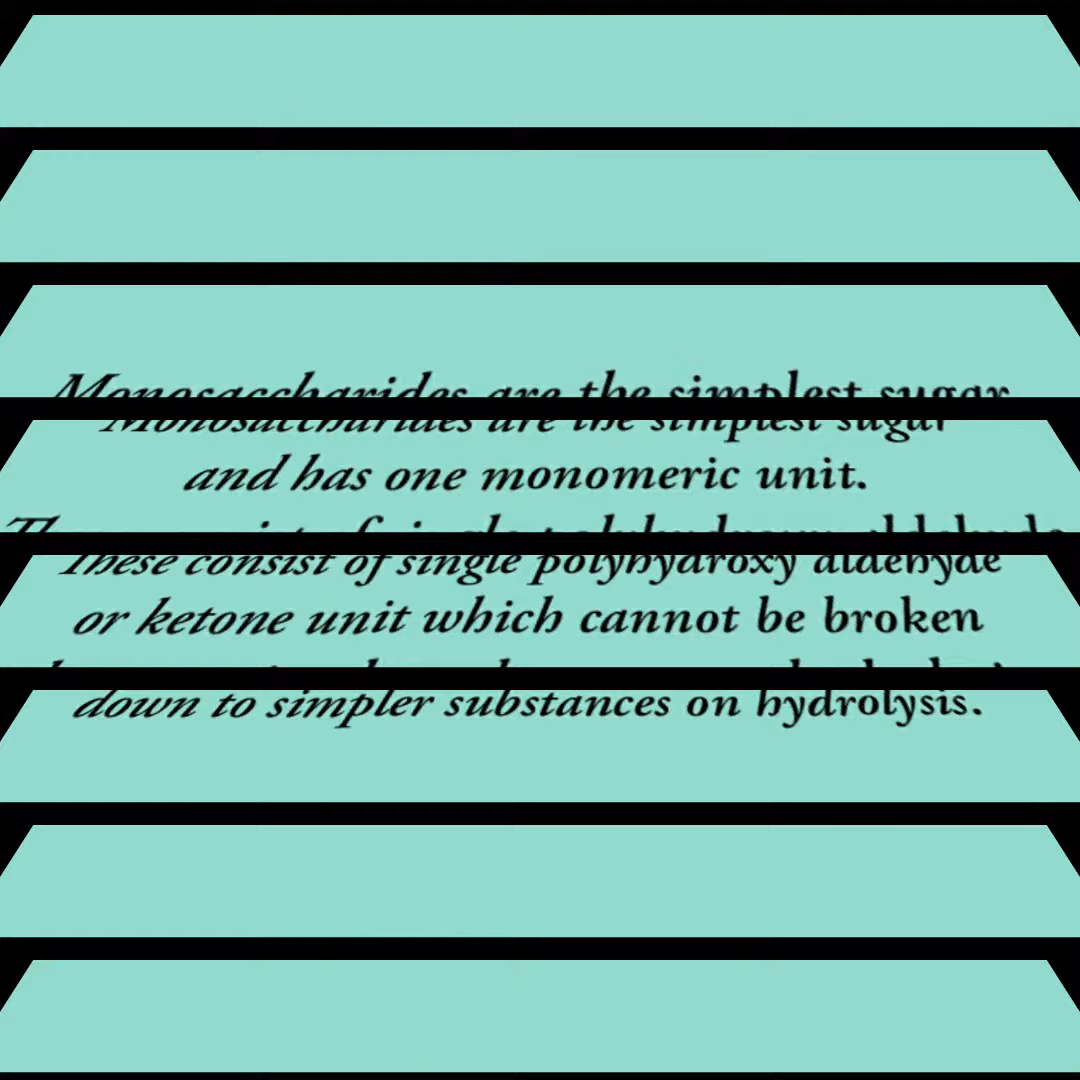 Monosaccharides are the simplest sugar
and has one monomeric unit.
These consist of single polyhydroxy aldehyde
or ketone unit which cannot be broken
down to simpler substances on hydrolysis.